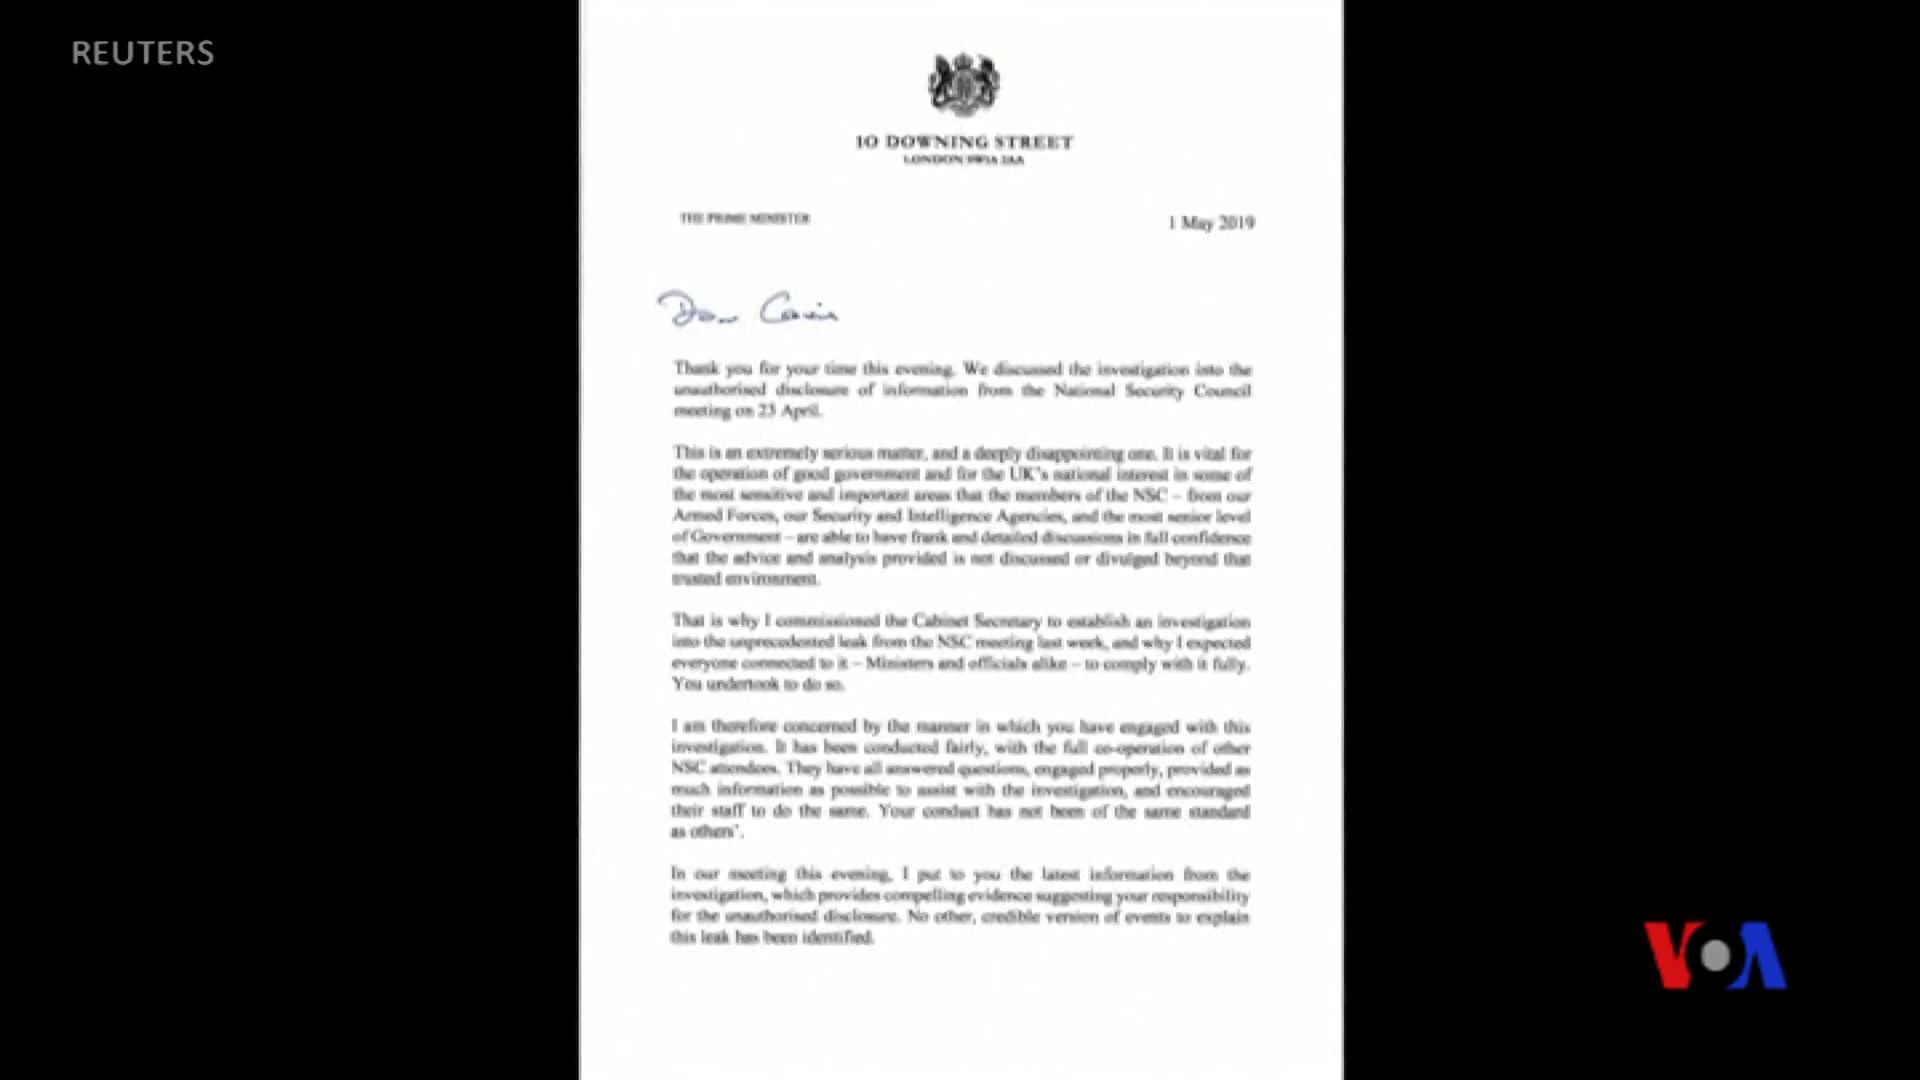 REUTERS
10 DOWNING STREET
LONDON SW1A 2AA
THE PRIME MINISTER
1 May 2019
Dear Gavin
Thank you for your time this evening. We discussed the investigation into the
unauthorised disclosure of information from the National Security Council
meeting on 23 April.
This is an extremely serious matter, and a deeply disappointing one. It is vital for
the operation of good government and for the UK's national interest in some of
the most sensitive and important areas that the members of the NSC – from our
Armed Forces, our Security and Intelligence Agencies, and the most senior level
of Government – are able to have frank and detailed discussions in full confidence
that the advice and analysis provided is not discussed or divulged beyond that
trusted environment.
That is why I commissioned the Cabinet Secretary to establish an investigation
into the unprecedented leak from the NSC meeting last week, and why I expected
everyone connected to it – Ministers and officials alike – to comply with it fully.
You undertook to do so.
I am therefore concerned by the manner in which you have engaged with this
investigation. It has been conducted fairly, with the full co-operation of other
NSC attendees. They have all answered questions, engaged properly, provided as
much information as possible to assist with the investigation, and encouraged
their staff to do the same. Your conduct has not been of the same standard
as others'.
In our meeting this evening, I put to you the latest information from the
investigation, which provides compelling evidence suggesting your responsibility
for the unauthorised disclosure. No other, credible version of events to explain
this leak has been identified.
VOA